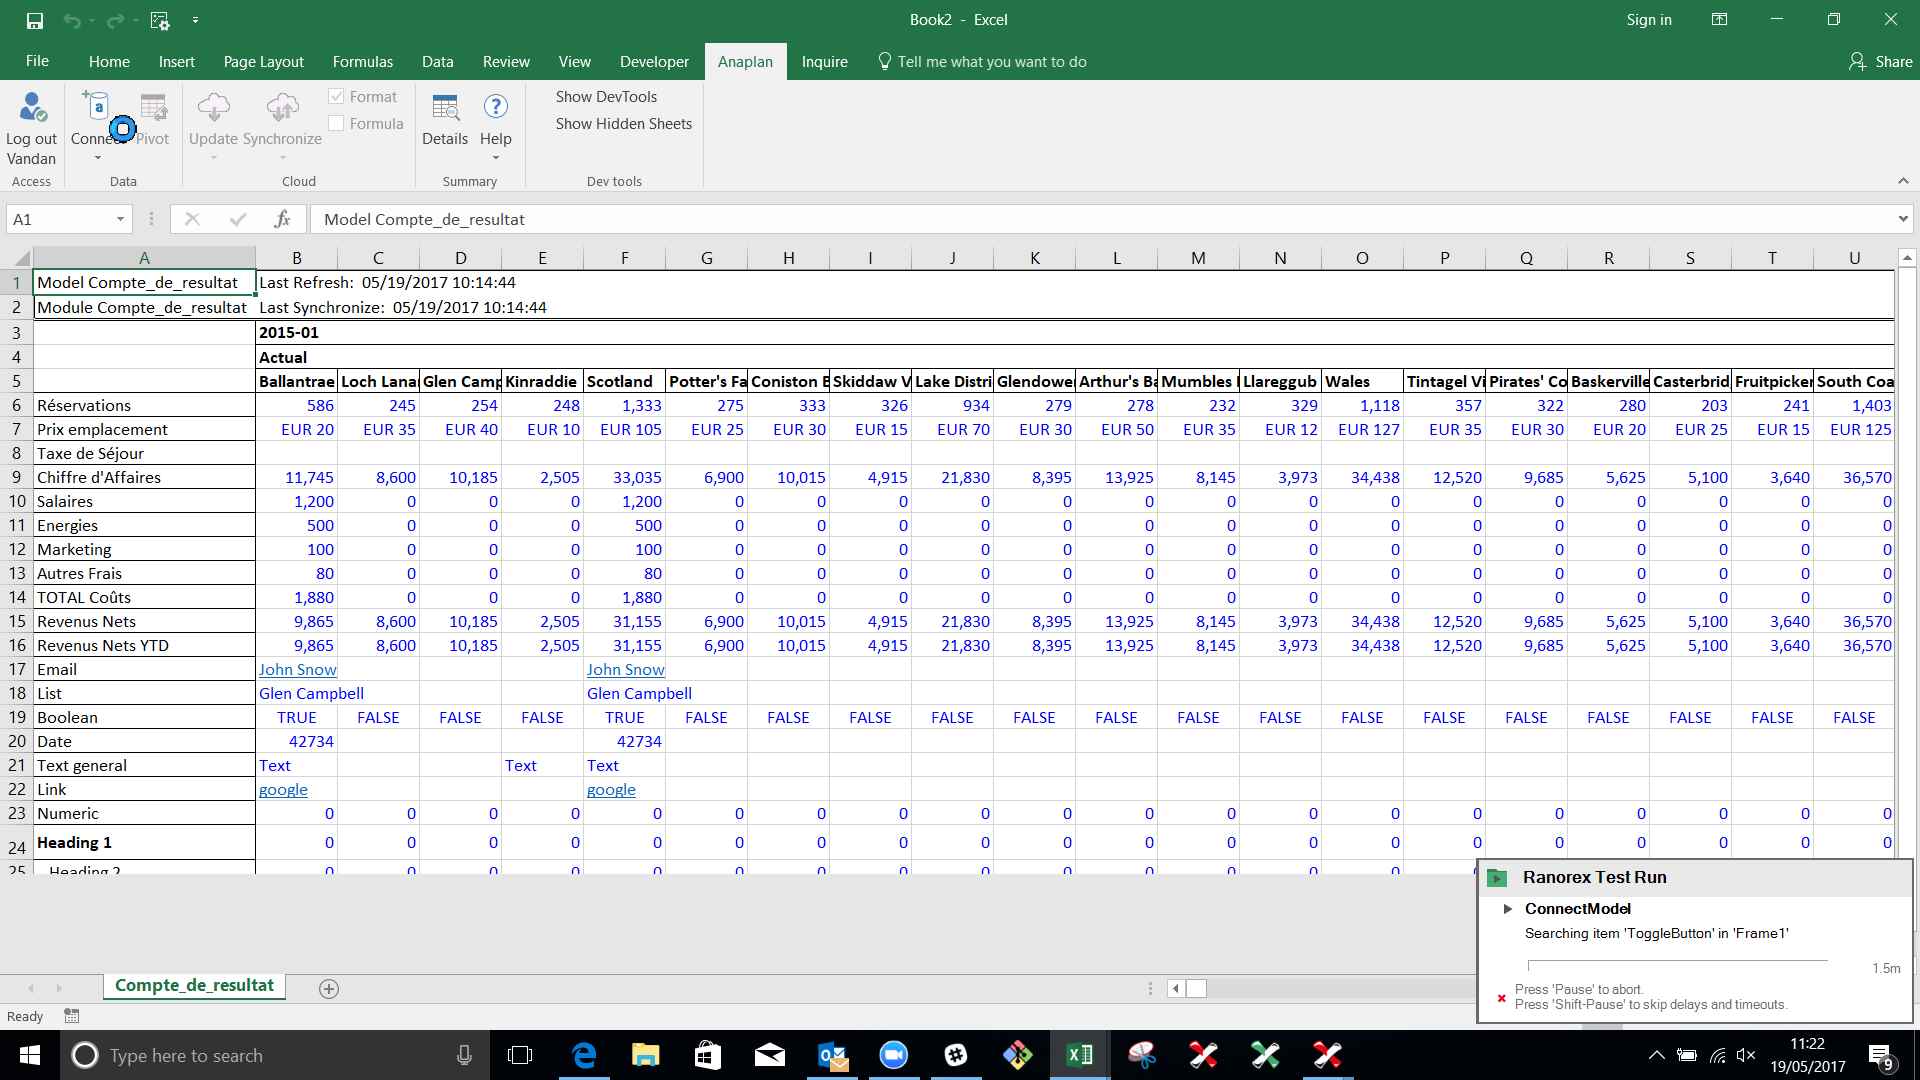 Book2 - Excel
Sign in
File Home Insert Page Layout Formulas Data Review View Developer Anaplan Inquire Tell me what you want to do Share
Log out Vandan
Access
Pivot
Data
Update Synchronize
Format
Formula
Cloud
Details Help
Summary
Show DevTools
Show Hidden Sheets
Dev tools
A1 fx Model Compte_de_resultat
A B C D E F G H I J K L M N O P Q R S T U
1 Model Compte_de_resultat Last Refresh: 05/19/2017 10:14:44
2 Module Compte_de_resultat Last Synchronize: 05/19/2017 10:14:44
3 2015-01
4 Actual
5 Ballantrae Loch Lana Glen Camp Kinraddie Scotland Potter's Fa Coniston Skiddaw V Lake Distri Glendower Arthur's Ba Mumbles Llareggub Wales Tintagel Vi Pirates' Co Baskerville Casterbrid Fruitpicker South Coa
6 Réservations 586 245 254 248 1,333 275 333 326 934 279 278 232 329 1,118 357 322 280 203 241 1,403
7 Prix emplacement EUR 20 EUR 35 EUR 40 EUR 10 EUR 105 EUR 25 EUR 30 EUR 15 EUR 70 EUR 30 EUR 50 EUR 35 EUR 12 EUR 127 EUR 35 EUR 30 EUR 20 EUR 25 EUR 15 EUR 125
8 Taxe de Séjour
9 Chiffre d'Affaires 11,745 8,600 10,185 2,505 33,035 6,900 10,015 4,915 21,830 8,395 13,925 8,145 3,973 34,438 12,520 9,685 5,625 5,100 3,640 36,570
10 Salaires 1,200 0 0 0 1,200 0 0 0 0 0 0 0 0 0 0 0 0 0 0 0
11 Energies 500 0 0 0 500 0 0 0 0 0 0 0 0 0 0 0 0 0 0 0
12 Marketing 100 0 0 0 100 0 0 0 0 0 0 0 0 0 0 0 0 0 0 0
13 Autres Frais 80 0 0 0 80 0 0 0 0 0 0 0 0 0 0 0 0 0 0 0
14 TOTAL Coûts 1,880 0 0 0 1,880 0 0 0 0 0 0 0 0 0 0 0 0 0 0 0
15 Revenus Nets 9,865 8,600 10,185 2,505 31,155 6,900 10,015 4,915 21,830 8,395 13,925 8,145 3,973 34,438 12,520 9,685 5,625 5,100 3,640 36,570
16 Revenus Nets YTD 9,865 8,600 10,185 2,505 31,155 6,900 10,015 4,915 21,830 8,395 13,925 8,145 3,973 34,438 12,520 9,685 5,625 5,100 3,640 36,570
17 Email John Snow John Snow
18 List Glen Campbell Glen Campbell
19 Boolean TRUE FALSE FALSE FALSE TRUE FALSE FALSE FALSE FALSE FALSE FALSE FALSE FALSE FALSE FALSE FALSE FALSE FALSE FALSE FALSE
20 Date 42734 42734
21 Text general Text Text Text
22 Link google google
23 Numeric 0 0 0 0 0 0 0 0 0 0 0 0 0 0 0 0 0 0 0 0
24 Heading 1 0 0 0 0 0 0 0 0 0 0 0 0 0 0 0 0 0 0 0 0
25 Heading 2 0 0 0 0 0 0 0 0 0 0 0 0 0 0 0
Ranorex Test Run
ConnectModel
Searching item 'ToggleButton' in 'Frame1'
1.5m
Press 'Pause' to abort.
Press 'Shift-Pause' to skip delays and timeouts.
Compte_de_resultat
Ready
Type here to search
11:22
19/05/2017
9